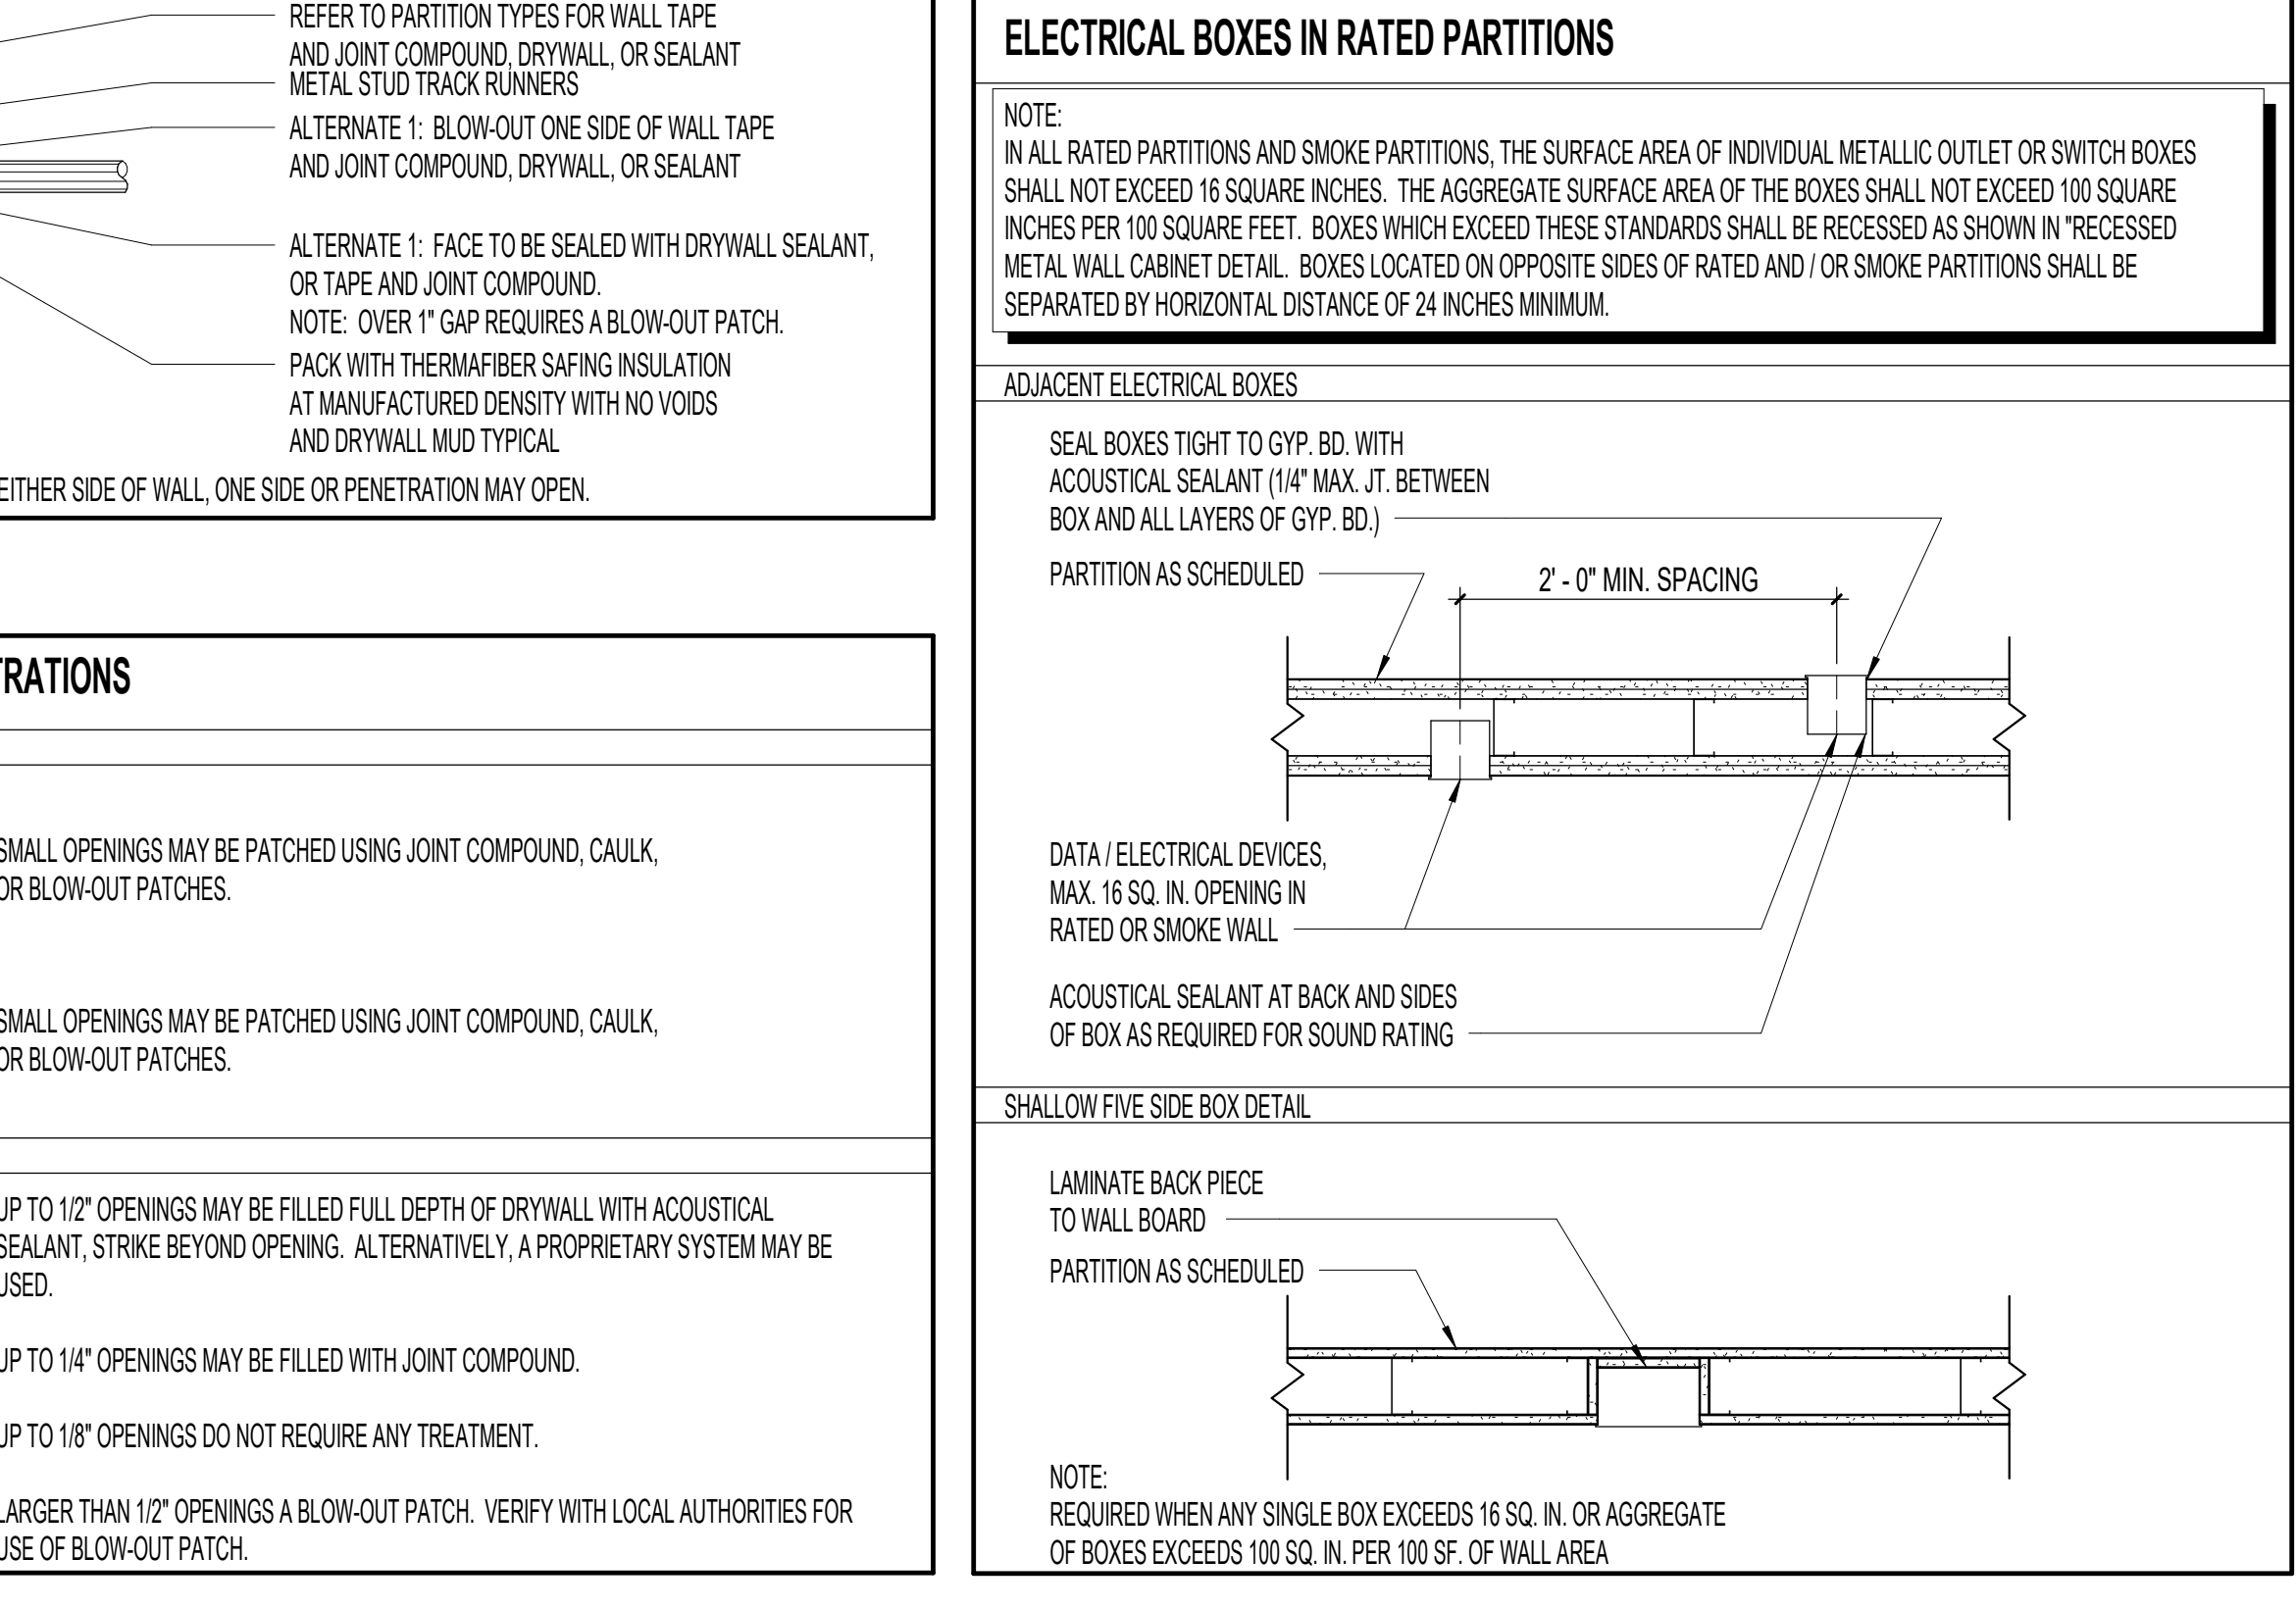 REFER TO PARTITION TYPES FOR WALL TAPE
AND JOINT COMPOUND, DRYWALL, OR SEALANT
METAL STUD TRACK RUNNERS
ALTERNATE 1: BLOW-OUT ONE SIDE OF WALL TAPE
AND JOINT COMPOUND, DRYWALL, OR SEALANT
ALTERNATE 1: FACE TO BE SEALED WITH DRYWALL SEALANT,
OR TAPE AND JOINT COMPOUND.
NOTE: OVER 1" GAP REQUIRES A BLOW-OUT PATCH.
PACK WITH THERMAFIBER SAFING INSULATION
AT MANUFACTURED DENSITY WITH NO VOIDS
AND DRYWALL MUD TYPICAL
EITHER SIDE OF WALL, ONE SIDE OR PENETRATION MAY OPEN.
TRATIONS
SMALL OPENINGS MAY BE PATCHED USING JOINT COMPOUND, CAULK,
OR BLOW-OUT PATCHES.
SMALL OPENINGS MAY BE PATCHED USING JOINT COMPOUND, CAULK,
OR BLOW-OUT PATCHES.
UP TO 1/2" OPENINGS MAY BE FILLED FULL DEPTH OF DRYWALL WITH ACOUSTICAL
SEALANT, STRIKE BEYOND OPENING. ALTERNATIVELY, A PROPRIETARY SYSTEM MAY BE
USED.
UP TO 1/4" OPENINGS MAY BE FILLED WITH JOINT COMPOUND.
UP TO 1/8" OPENINGS DO NOT REQUIRE ANY TREATMENT.
LARGER THAN 1/2" OPENINGS A BLOW-OUT PATCH. VERIFY WITH LOCAL AUTHORITIES FOR
USE OF BLOW-OUT PATCH.
ELECTRICAL BOXES IN RATED PARTITIONS
NOTE:
IN ALL RATED PARTITIONS AND SMOKE PARTITIONS, THE SURFACE AREA OF INDIVIDUAL METALLIC OUTLET OR SWITCH BOXES
SHALL NOT EXCEED 16 SQUARE INCHES. THE AGGREGATE SURFACE AREA OF THE BOXES SHALL NOT EXCEED 100 SQUARE
INCHES PER 100 SQUARE FEET. BOXES WHICH EXCEED THESE STANDARDS SHALL BE RECESSED AS SHOWN IN "RECESSED
METAL WALL CABINET DETAIL. BOXES LOCATED ON OPPOSITE SIDES OF RATED AND / OR SMOKE PARTITIONS SHALL BE
SEPARATED BY HORIZONTAL DISTANCE OF 24 INCHES MINIMUM.
ADJACENT ELECTRICAL BOXES
SEAL BOXES TIGHT TO GYP. BD. WITH
ACOUSTICAL SEALANT (1/4" MAX. JT. BETWEEN
BOX AND ALL LAYERS OF GYP. BD.)
PARTITION AS SCHEDULED
2' - 0" MIN. SPACING
DATA / ELECTRICAL DEVICES,
MAX. 16 SQ. IN. OPENING IN
RATED OR SMOKE WALL
ACOUSTICAL SEALANT AT BACK AND SIDES
OF BOX AS REQUIRED FOR SOUND RATING
SHALLOW FIVE SIDE BOX DETAIL
LAMINATE BACK PIECE
TO WALL BOARD
PARTITION AS SCHEDULED
NOTE:
REQUIRED WHEN ANY SINGLE BOX EXCEEDS 16 SQ. IN. OR AGGREGATE
OF BOXES EXCEEDS 100 SQ. IN. PER 100 SF. OF WALL AREA